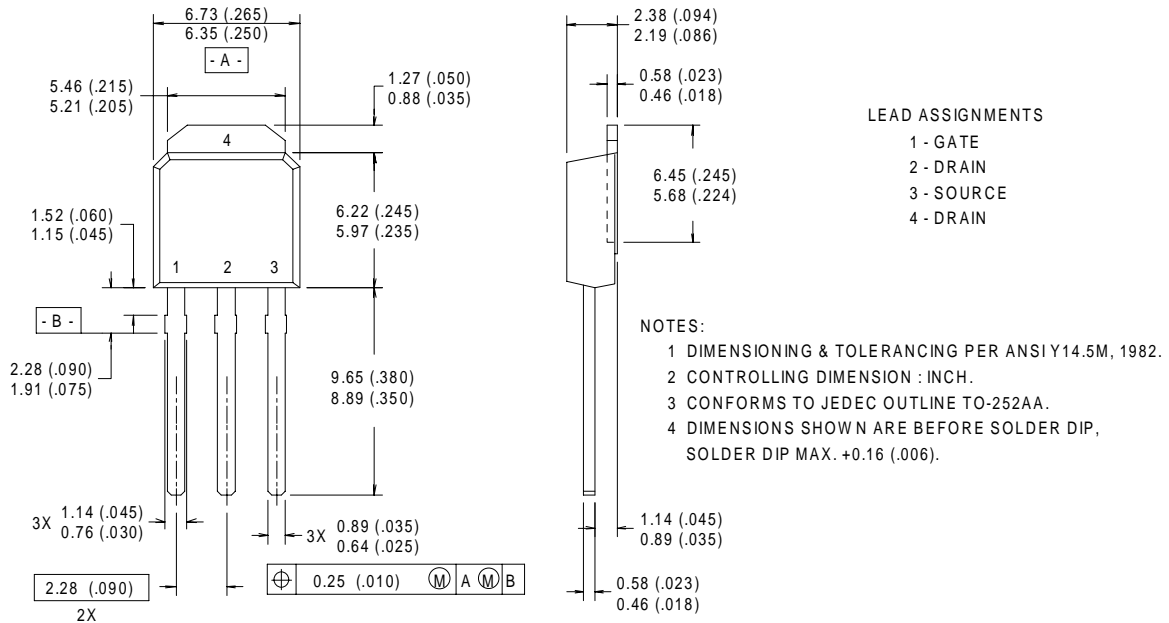 6.73 (.265)
6.35 (.250)
- A -
5.46 (.215)
5.21 (.205)
1.27 (.050)
0.88 (.035)
4
1.52 (.060)
1.15 (.045)
6.22 (.245)
5.97 (.235)
1 2 3
- B -
2.28 (.090)
1.91 (.075)
9.65 (.380)
8.89 (.350)
3X 1.14 (.045)
0.76 (.030)
3X 0.89 (.035)
0.64 (.025)
2.28 (.090)
2X
0.25 (.010) Ⓜ A Ⓜ B
2.38 (.094)
2.19 (.086)
0.58 (.023)
0.46 (.018)
6.45 (.245)
5.68 (.224)
1.14 (.045)
0.89 (.035)
0.58 (.023)
0.46 (.018)
LEAD ASSIGNMENTS
1 - GATE
2 - DRAIN
3 - SOURCE
4 - DRAIN
NOTES:
1 DIMENSIONING & TOLERANCING PER ANSI Y14.5M, 1982.
2 CONTROLLING DIMENSION : INCH.
3 CONFORMS TO JEDEC OUTLINE TO-252AA.
4 DIMENSIONS SHOWN ARE BEFORE SOLDER DIP,
SOLDER DIP MAX. +0.16 (.006).